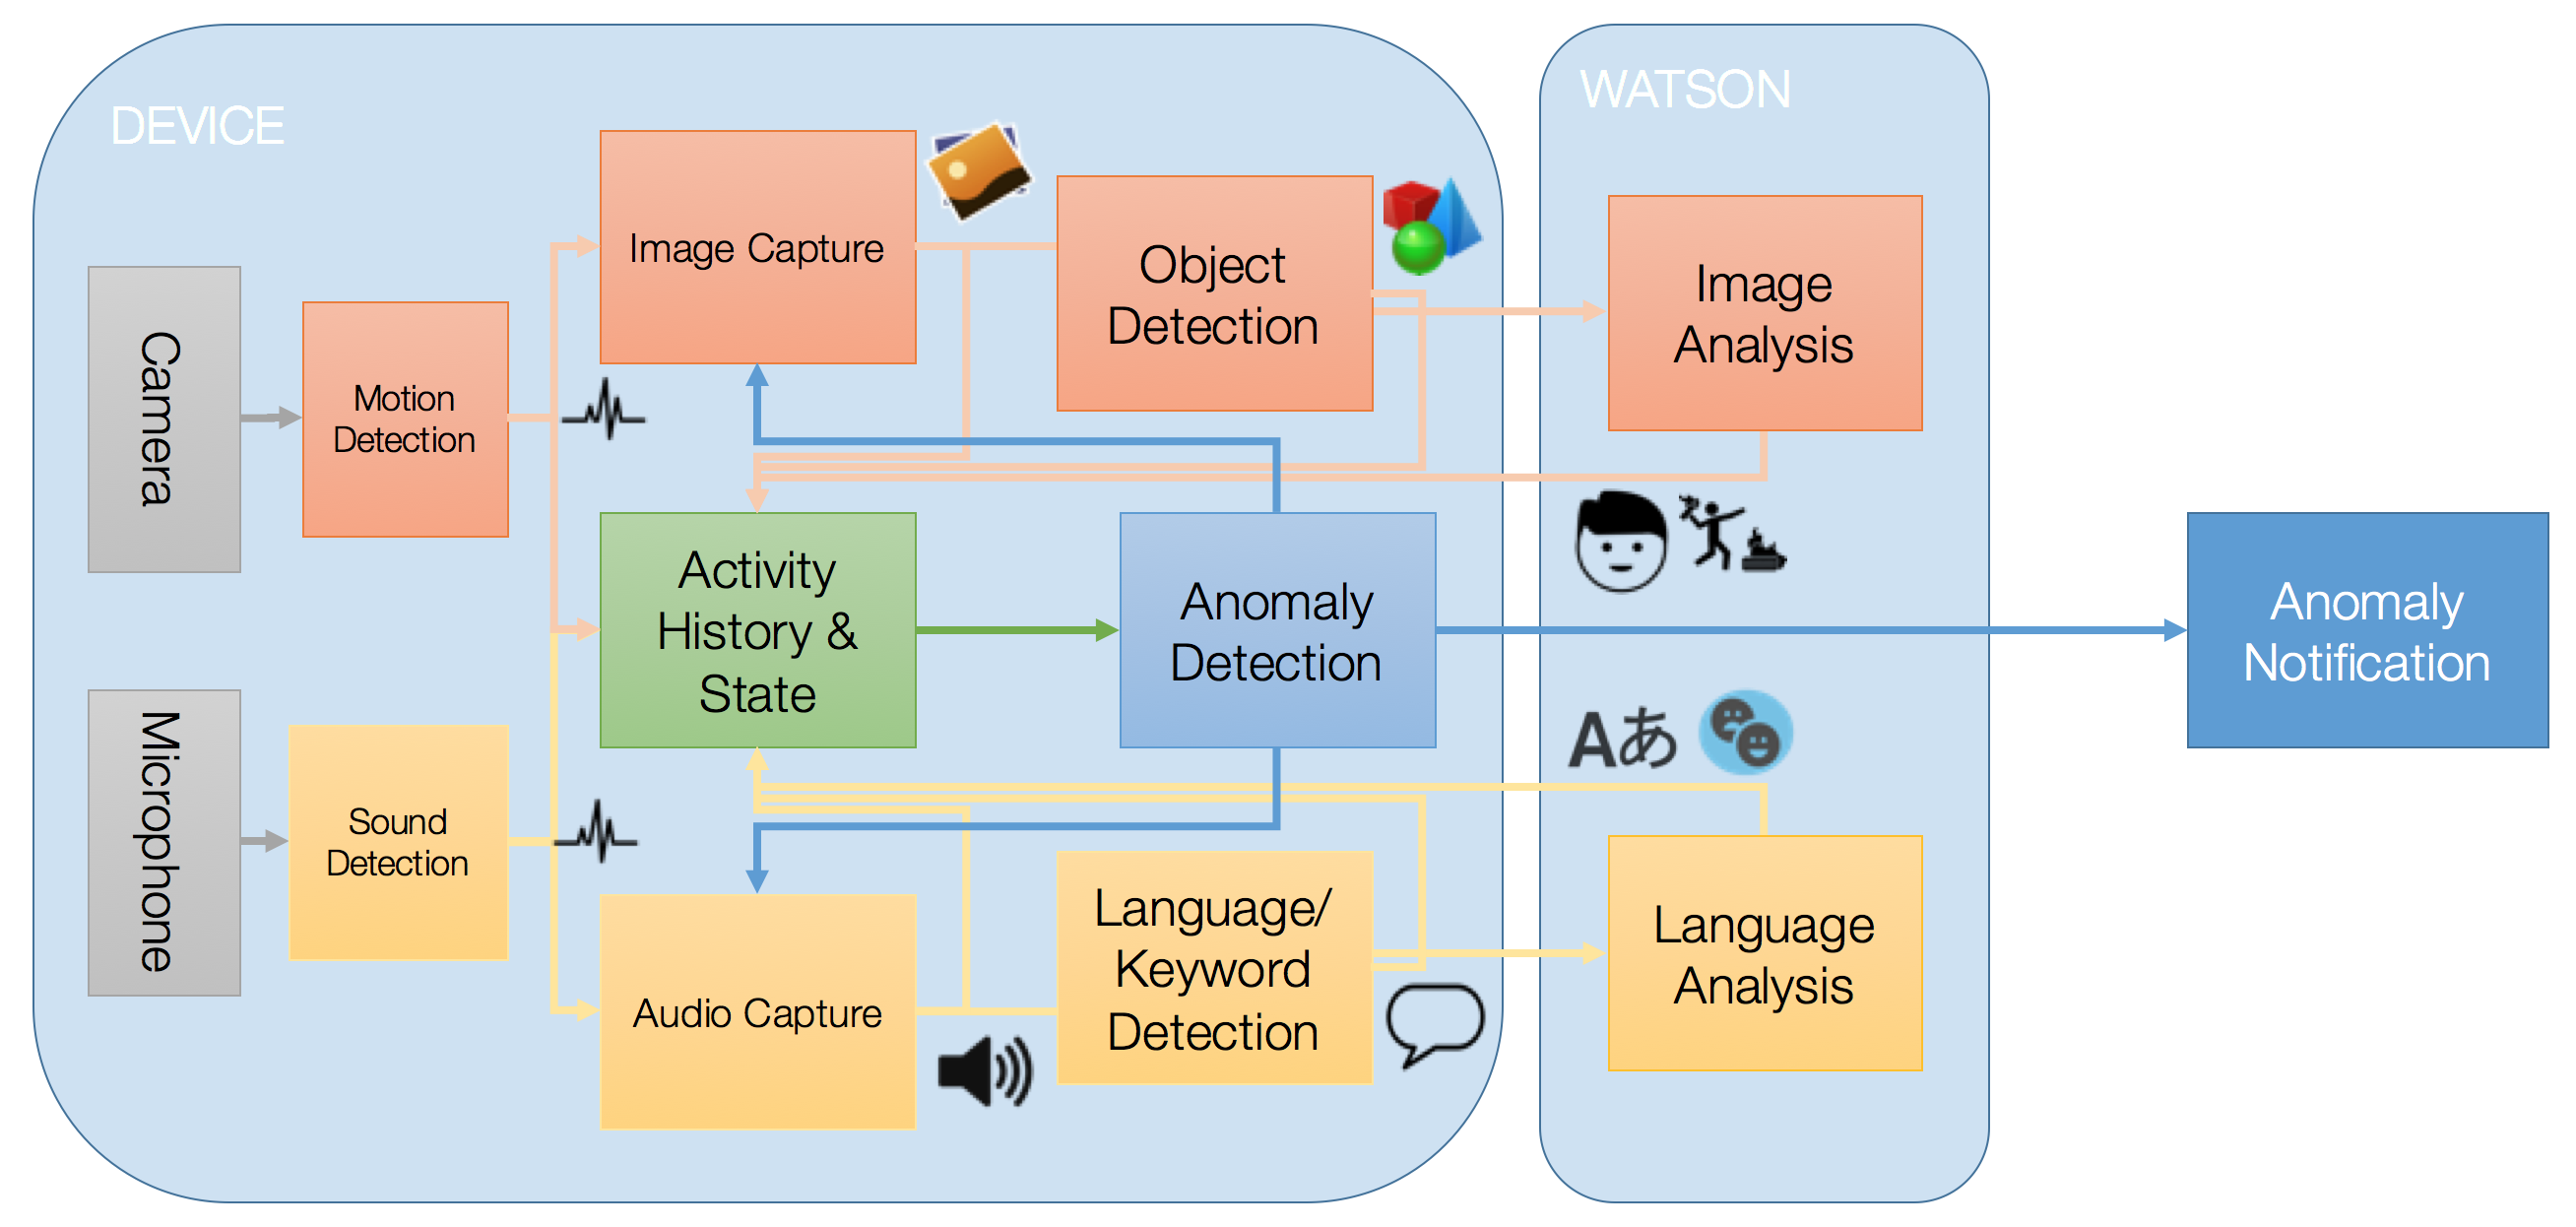 DEVICE
WATSON
Image Capture
Object
Detection
Image
Analysis
Camera
Motion
Detection
Activity
History &
State
Anomaly
Detection
Anomaly
Notification
Microphone
Sound
Detection
Aあ
Audio Capture
Language/
Keyword
Detection
Language
Analysis